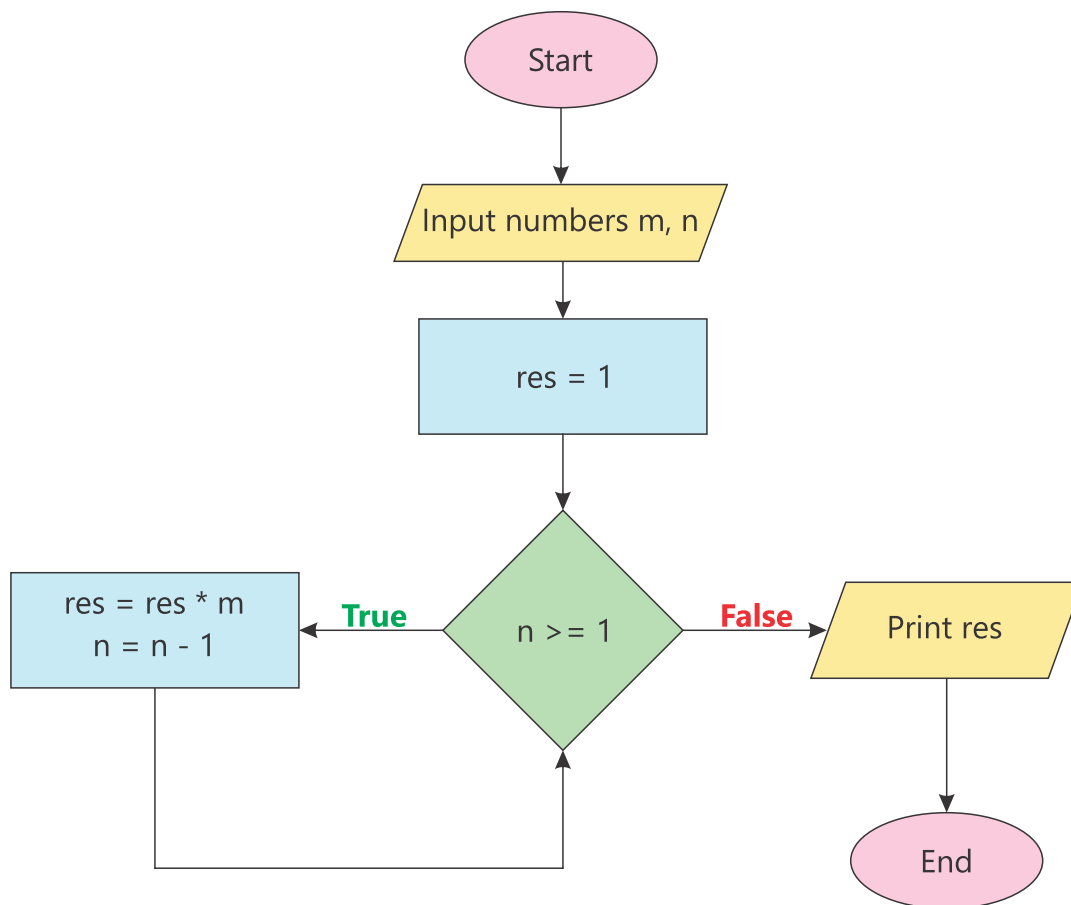 Start
Input numbers m, n
res = 1
n >= 1
True
res = res * m
n = n - 1
False
Print res
End